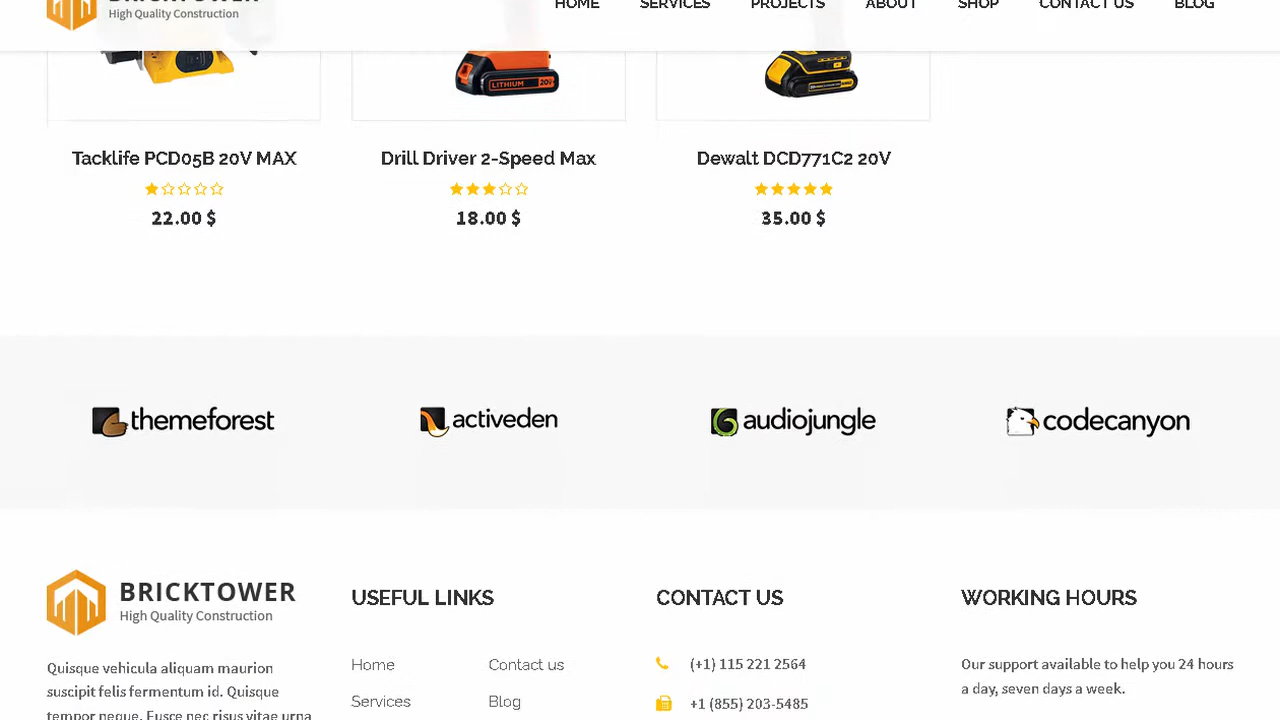 BRICKTOWER
High Quality Construction
HOME SERVICES PROJECTS ABOUT SHOP CONTACT US BLOG
LITHIUM 20V
Tacklife PCD05B 20V MAX
Drill Driver 2-Speed Max
Dewalt DCD771C2 20V
22.00 $
18.00 $
35.00 $
themeforest
activeden
audiojungle
codecanyon
BRICKTOWER
High Quality Construction
Quisque vehicula aliquam maurion
suscipit felis fermentum id. Quisque
tempor neque. Fusce nec risus vitae urna
USEFUL LINKS
Home
Contact us
Services
Blog
CONTACT US
(+1) 115 221 2564
+1 (855) 203-5485
WORKING HOURS
Our support available to help you 24 hours
a day, seven days a week.